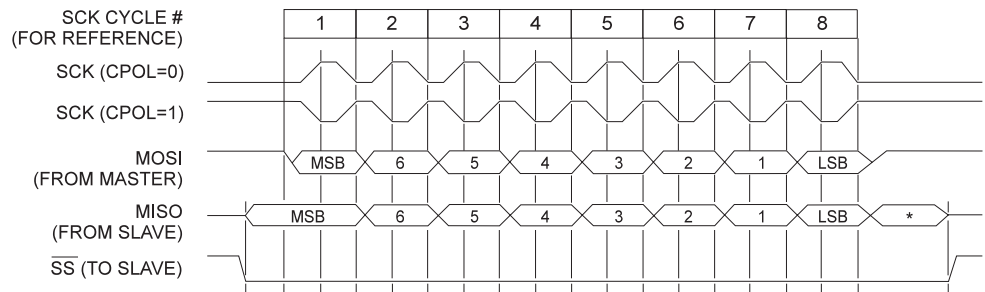 SCK CYCLE # 1 2 3 4 5 6 7 8
(FOR REFERENCE)
SCK (CPOL=0)
SCK (CPOL=1)
MOSI MSB 6 5 4 3 2 1 LSB
(FROM MASTER)
MISO MSB 6 5 4 3 2 1 LSB *
(FROM SLAVE)
SS (TO SLAVE)